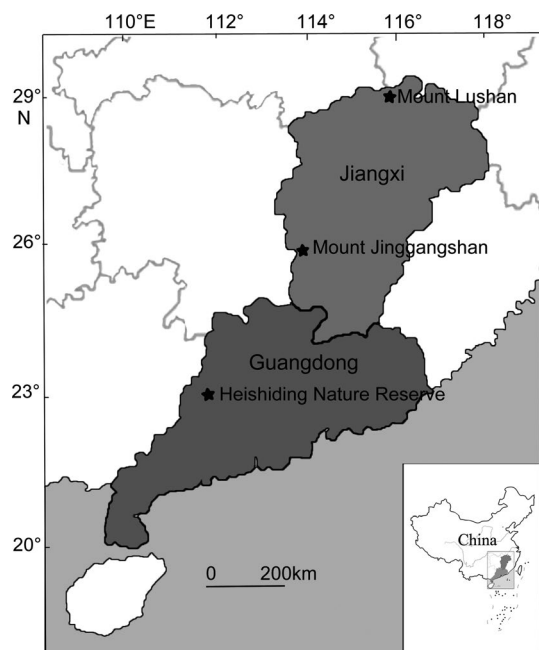 110°E 112° 114° 116° 118°
29°
N
Mount Lushan
Jiangxi
26°
Mount Jinggangshan
Guangdong
23°
Heishiding Nature Reserve
China
20°
0 200km